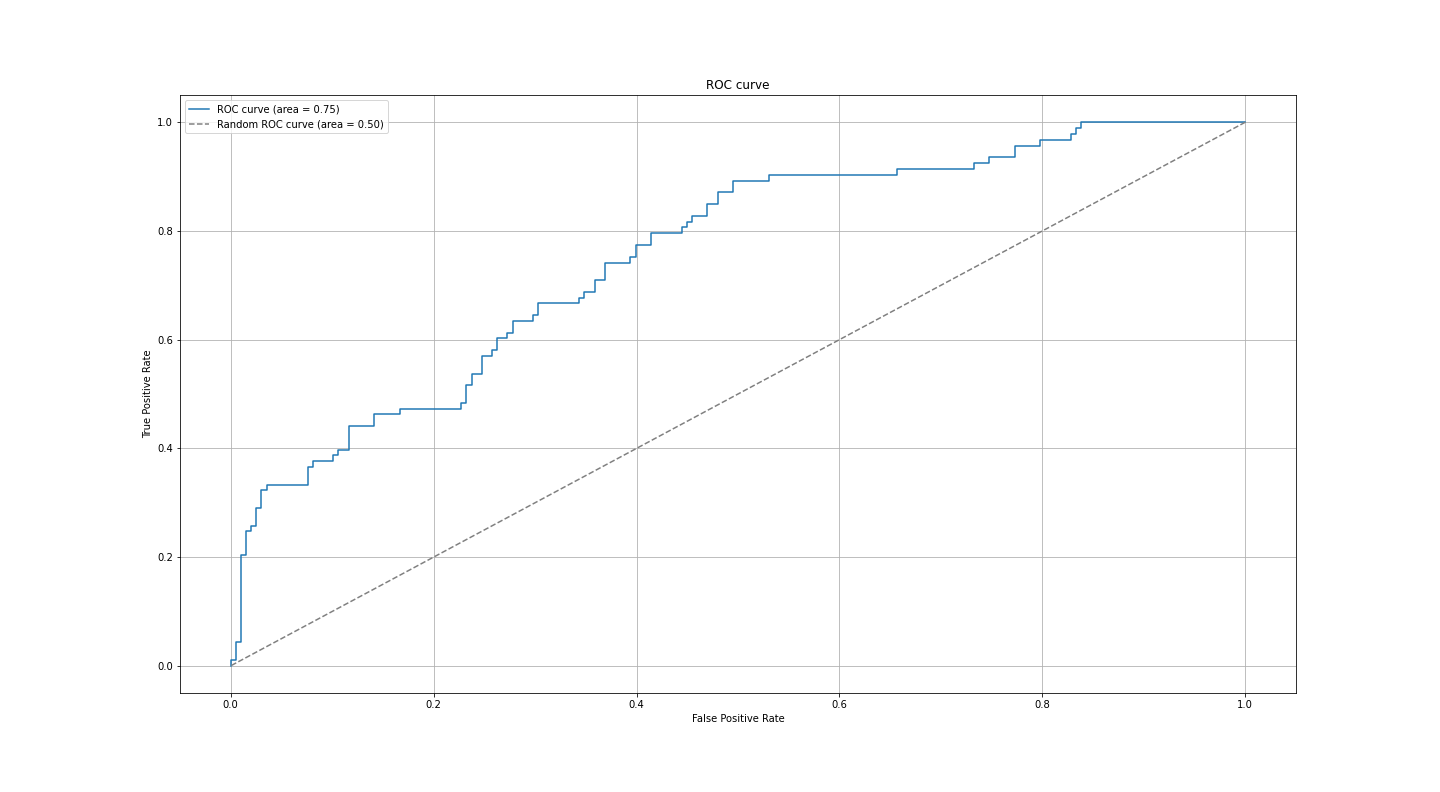 ROC curve
ROC curve (area = 0.75)
Random ROC curve (area = 0.50)
1.0
0.8
0.6
0.4
0.2
0.0
True Positive Rate
0.0 0.2 0.4 0.6 0.8 1.0
False Positive Rate